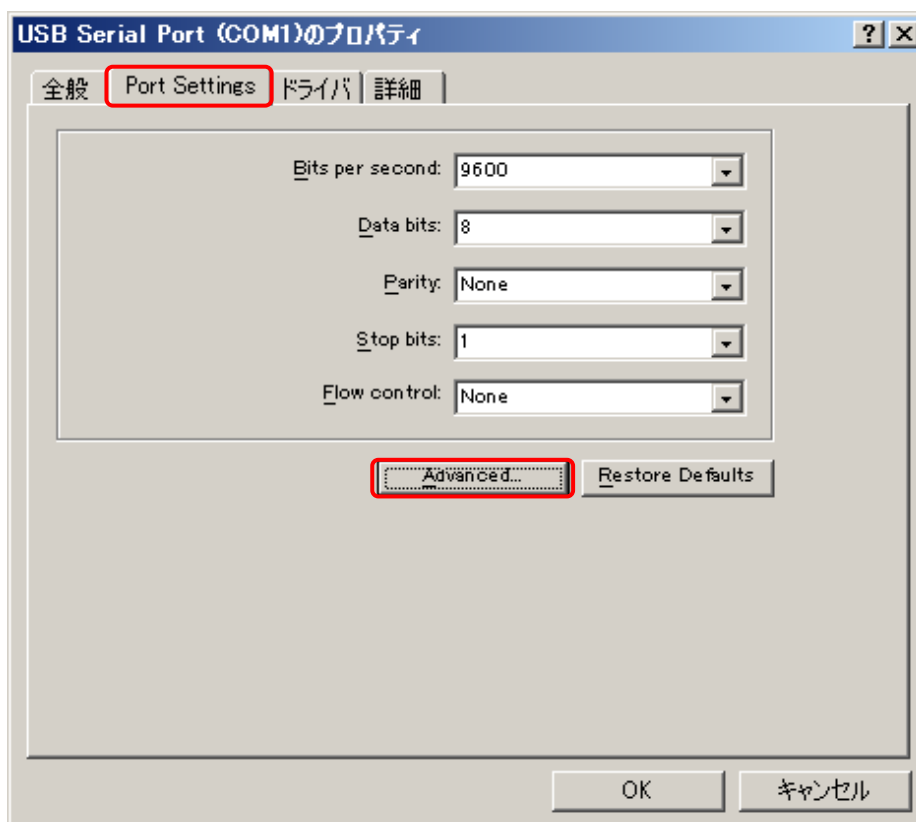 USB Serial Port (COM1)のプロパティ
全般 Port Settings ドライバ 詳細
Bits per second: 9600
Data bits: 8
Parity: None
Stop bits: 1
Flow control: None
Advanced... Restore Defaults
OK キャンセル